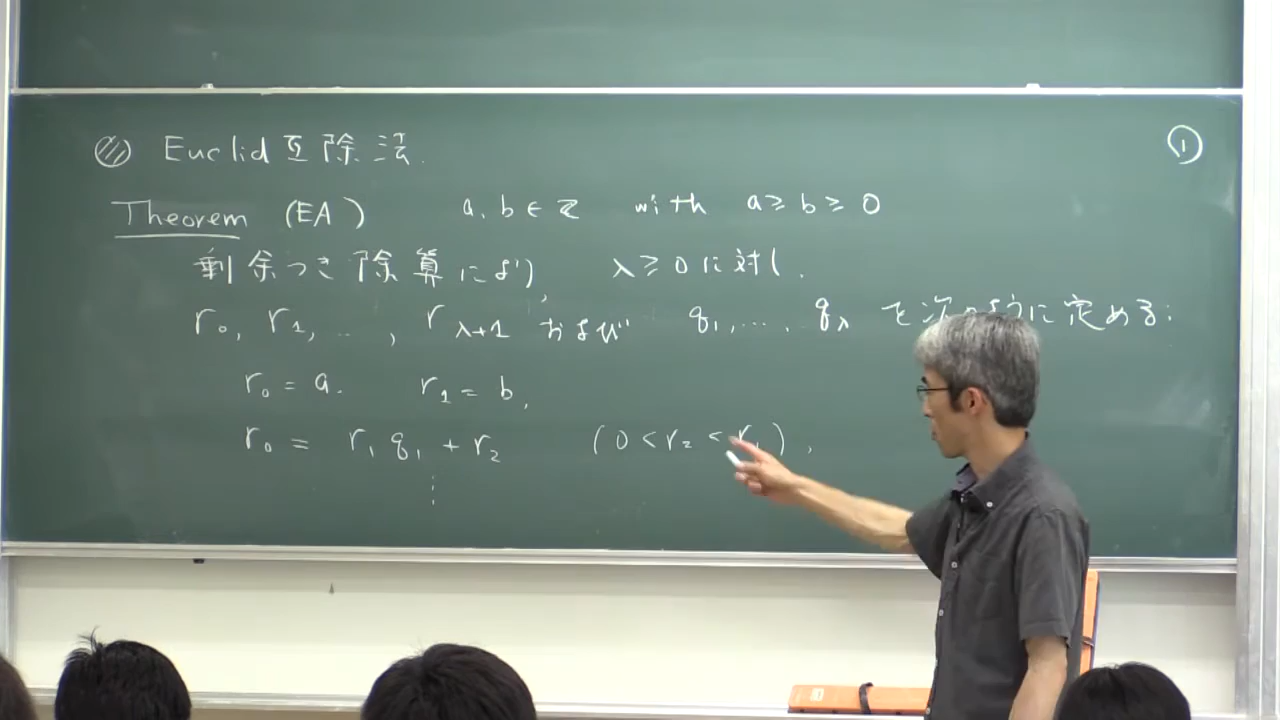 Euclid 互除法. ①
Theorem (EA) a, b ∈ ℤ with a ≥ b ≥ 0
剰余つき除算により, λ ≥ 0 に対し.
r₀, r₁, …, r_{λ+1} および q₁, …, q_λ を次のように定める:
r₀ = a. r₁ = b,
r₀ = r₁ q₁ + r₂ (0 < r₂ < r₁),
⋮